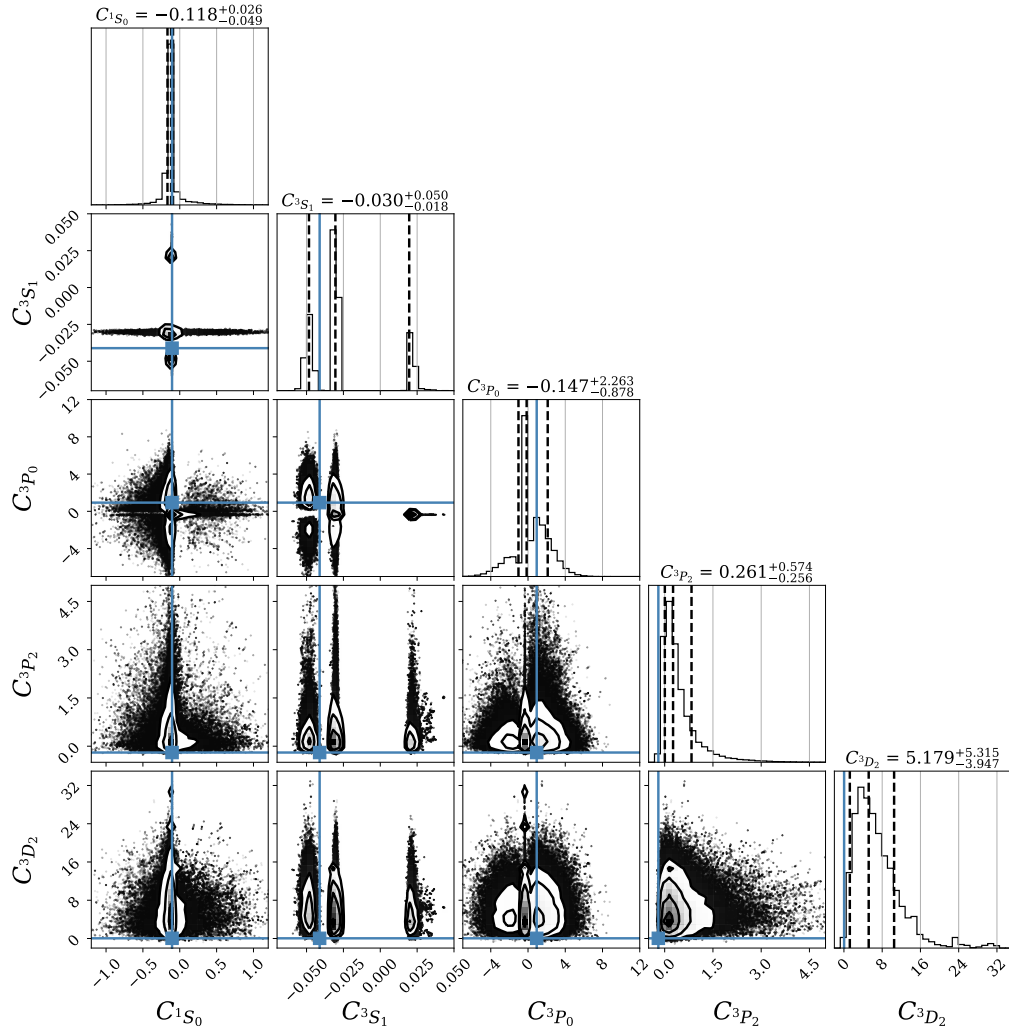 C¹S₀ = −0.118 +0.026 −0.049
C³S₁ = −0.030 +0.050 −0.018
0.050
0.025
0.000
−0.025
−0.050
C³S₁
C³P₀ = −0.147 +2.263 −0.878
12
8
4
0
−4
C³P₀
C³P₂ = 0.261 +0.574 −0.256
4.5
3.0
1.5
0.0
C³P₂
C³D₂ = 5.179 +5.315 −3.947
32
24
16
8
0
C³D₂
−1.0 −0.5 0.0 0.5 1.0
−0.050 −0.025 0.000 0.025 0.050
−4 0 4 8 12
0.0 1.5 3.0 4.5
0 8 16 24 32
C¹S₀ C³S₁ C³P₀ C³P₂ C³D₂